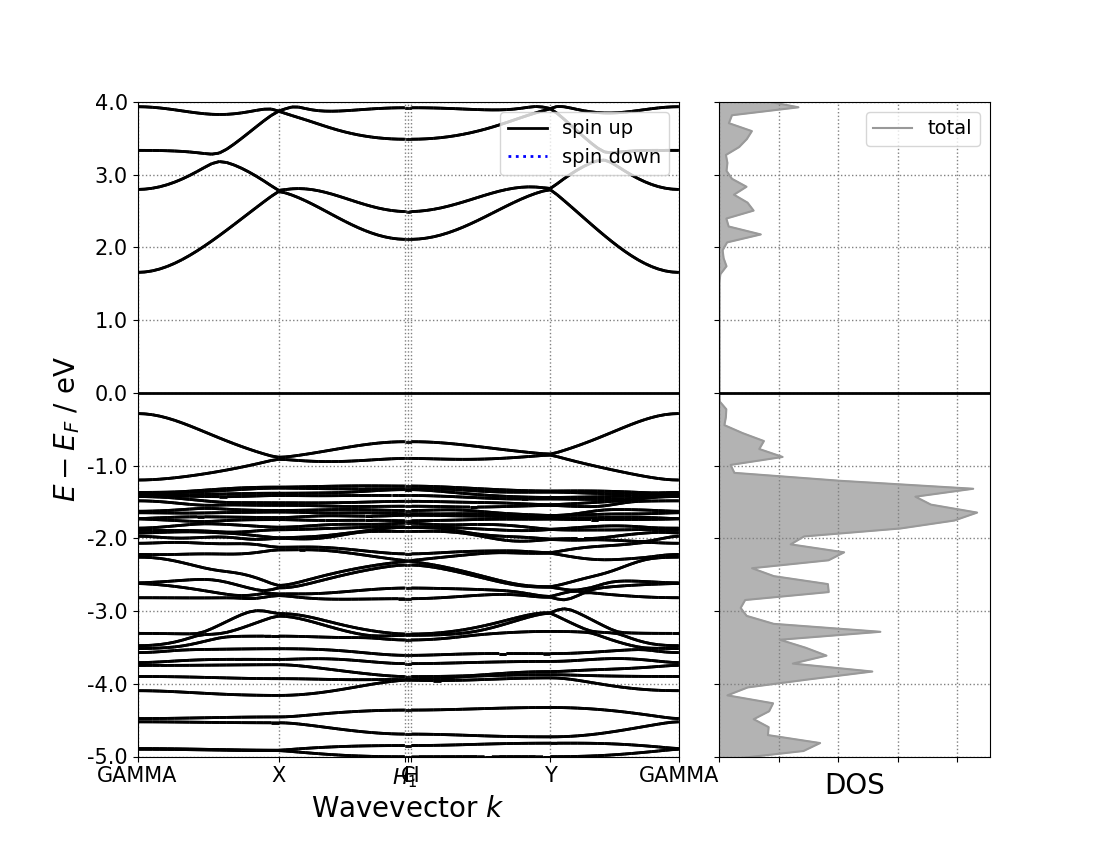 4.0
3.0
2.0
1.0
0.0
-1.0
-2.0
-3.0
-4.0
-5.0
E − E_F / eV
spin up
spin down
total
GAMMA X H₁ Y GAMMA
Wavevector k
DOS